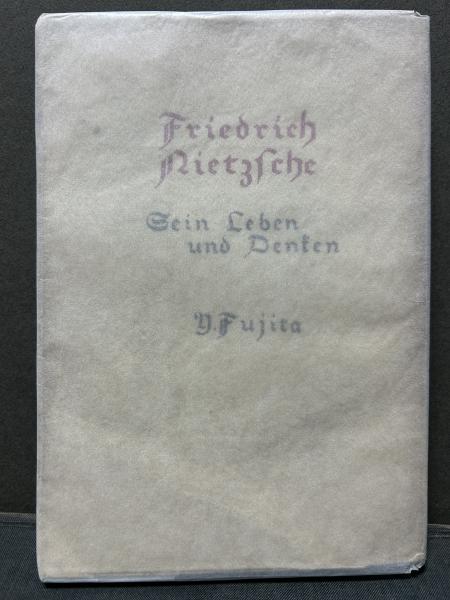 Friedrich
Nietzsche
Sein Leben
und Denken
Y. Fujita